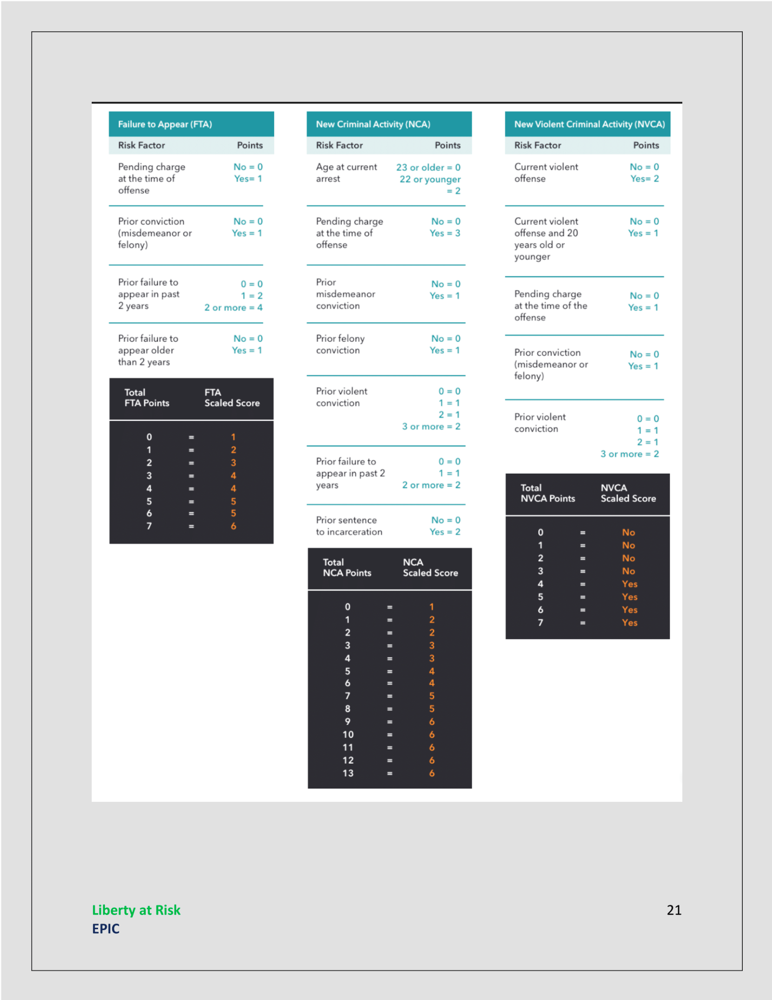 Failure to Appear (FTA)
Risk Factor Points
Pending charge No = 0
at the time of Yes= 1
offense
Prior conviction No = 0
(misdemeanor or Yes = 1
felony)
Prior failure to 0 = 0
appear in past 1 = 2
2 years 2 or more = 4
Prior failure to No = 0
appear older Yes = 1
than 2 years
Total FTA
FTA Points Scaled Score
0 = 1
1 = 2
2 = 3
3 = 4
4 = 4
5 = 5
6 = 5
7 = 6
New Criminal Activity (NCA)
Risk Factor Points
Age at current 23 or older = 0
arrest 22 or younger
= 2
Pending charge No = 0
at the time of Yes = 3
offense
Prior No = 0
misdemeanor Yes = 1
conviction
Prior felony No = 0
conviction Yes = 1
Prior violent 0 = 0
conviction 1 = 1
2 = 1
3 or more = 2
Prior failure to 0 = 0
appear in past 2 1 = 1
years 2 or more = 2
Prior sentence No = 0
to incarceration Yes = 2
Total NCA
NCA Points Scaled Score
0 = 1
1 = 2
2 = 2
3 = 3
4 = 3
5 = 4
6 = 4
7 = 5
8 = 5
9 = 6
10 = 6
11 = 6
12 = 6
13 = 6
New Violent Criminal Activity (NVCA)
Risk Factor Points
Current violent No = 0
offense Yes= 2
Current violent No = 0
offense and 20 Yes = 1
years old or
younger
Pending charge No = 0
at the time of the Yes = 1
offense
Prior conviction No = 0
(misdemeanor or Yes = 1
felony)
Prior violent 0 = 0
conviction 1 = 1
2 = 1
3 or more = 2
Total NVCA
NVCA Points Scaled Score
0 = No
1 = No
2 = No
3 = No
4 = Yes
5 = Yes
6 = Yes
7 = Yes
Liberty at Risk 21
EPIC